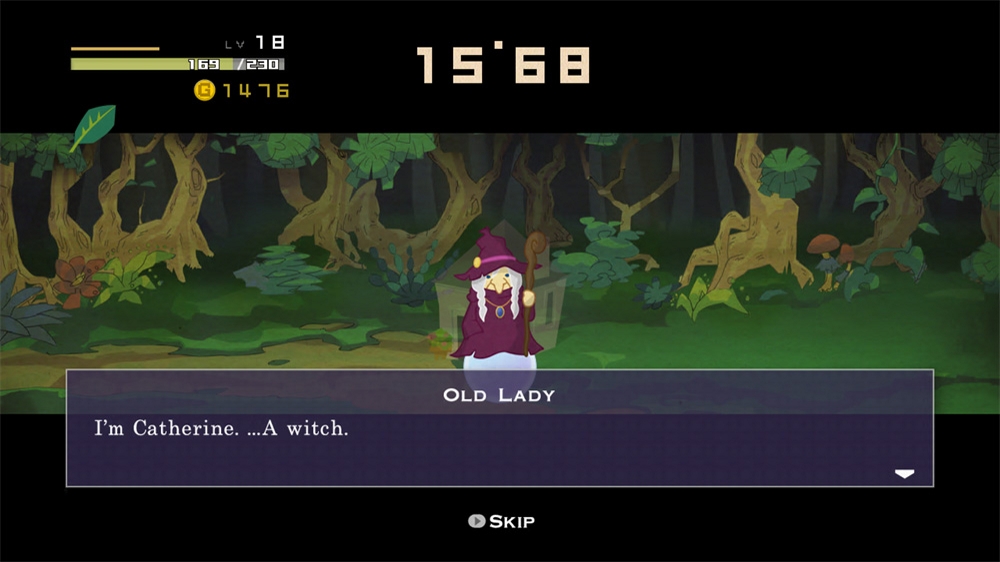 LV 18
169 /230
G 1476
15˙68
OLD LADY
I'm Catherine. ...A witch.
SKIP